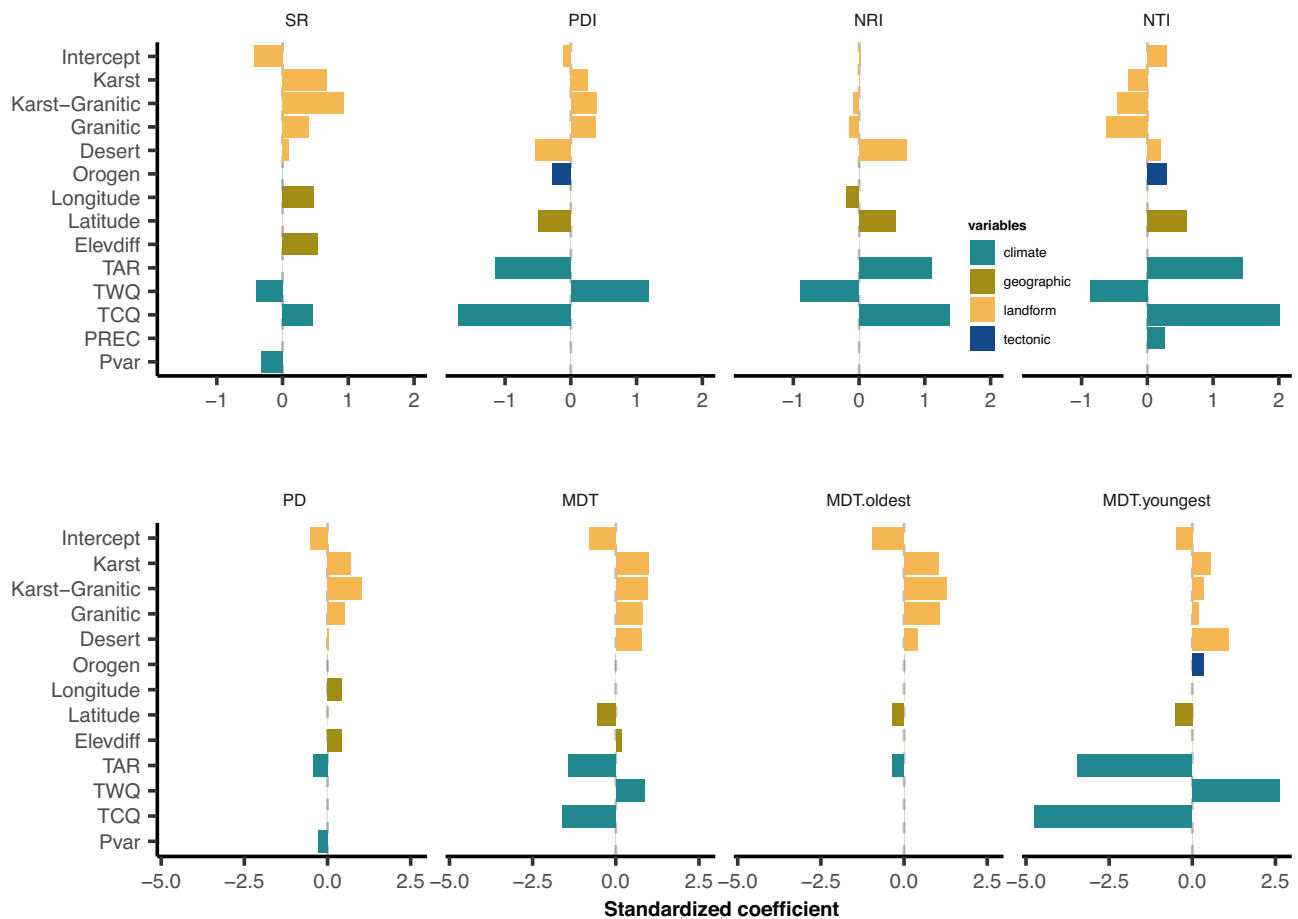 SR PDI NRI NTI
Intercept
Karst
Karst−Granitic
Granitic
Desert
Orogen
Longitude
Latitude
Elevdiff
TAR
TWQ
TCQ
PREC
Pvar
variables
climate
geographic
landform
tectonic
−1 0 1 2 −1 0 1 2 −1 0 1 2 −1 0 1 2
PD MDT MDT.oldest MDT.youngest
Intercept
Karst
Karst−Granitic
Granitic
Desert
Orogen
Longitude
Latitude
Elevdiff
TAR
TWQ
TCQ
Pvar
−5.0 −2.5 0.0 2.5 −5.0 −2.5 0.0 2.5 −5.0 −2.5 0.0 2.5 −5.0 −2.5 0.0 2.5
Standardized coefficient